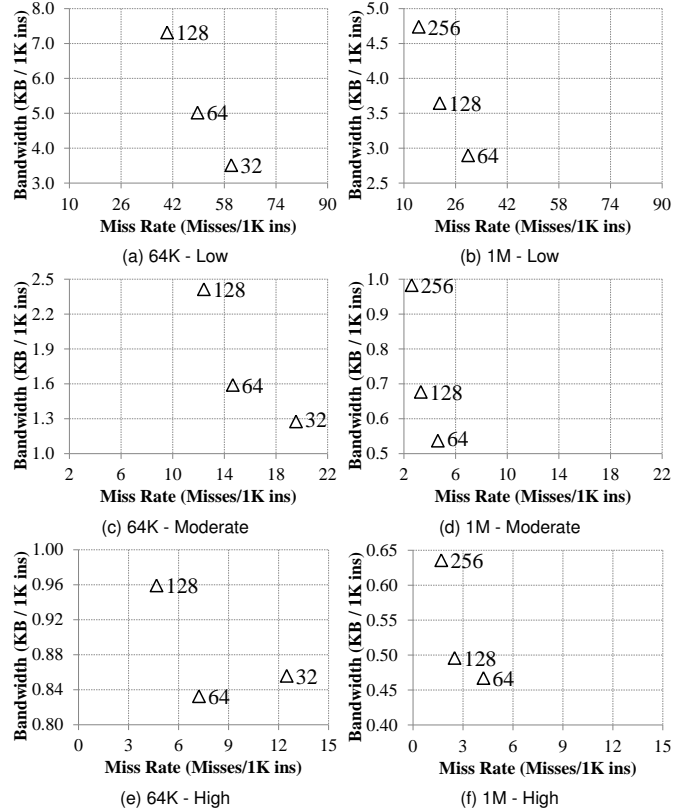 Bandwidth (KB / 1K ins)
8.0
7.0
6.0
5.0
4.0
3.0
128
64
32
10 26 42 58 74 90
Miss Rate (Misses/1K ins)
(a) 64K - Low
Bandwidth (KB / 1K ins)
5.0
4.5
4.0
3.5
3.0
2.5
256
128
64
10 26 42 58 74 90
Miss Rate (Misses/1K ins)
(b) 1M - Low
Bandwidth (KB / 1K ins)
2.5
2.2
1.9
1.6
1.3
1.0
128
64
32
2 6 10 14 18 22
Miss Rate (Misses/1K ins)
(c) 64K - Moderate
Bandwidth (KB / 1K ins)
1.0
0.9
0.8
0.7
0.6
0.5
256
128
64
2 6 10 14 18 22
Miss Rate (Misses/1K ins)
(d) 1M - Moderate
Bandwidth (KB / 1K ins)
1.00
0.96
0.92
0.88
0.84
0.80
128
32
64
0 3 6 9 12 15
Miss Rate (Misses/1K ins)
(e) 64K - High
Bandwidth (KB / 1K ins)
0.65
0.60
0.55
0.50
0.45
0.40
256
128
64
0 3 6 9 12 15
Miss Rate (Misses/1K ins)
(f) 1M - High